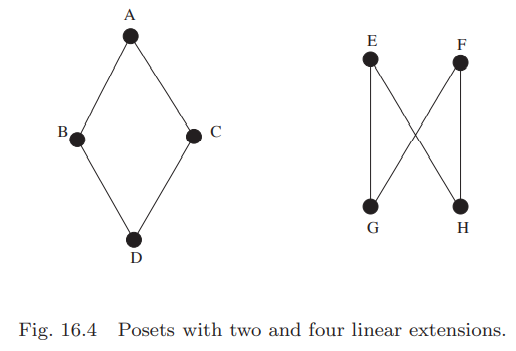 A
E
F
B
C
G
H
D
Fig. 16.4 Posets with two and four linear extensions.